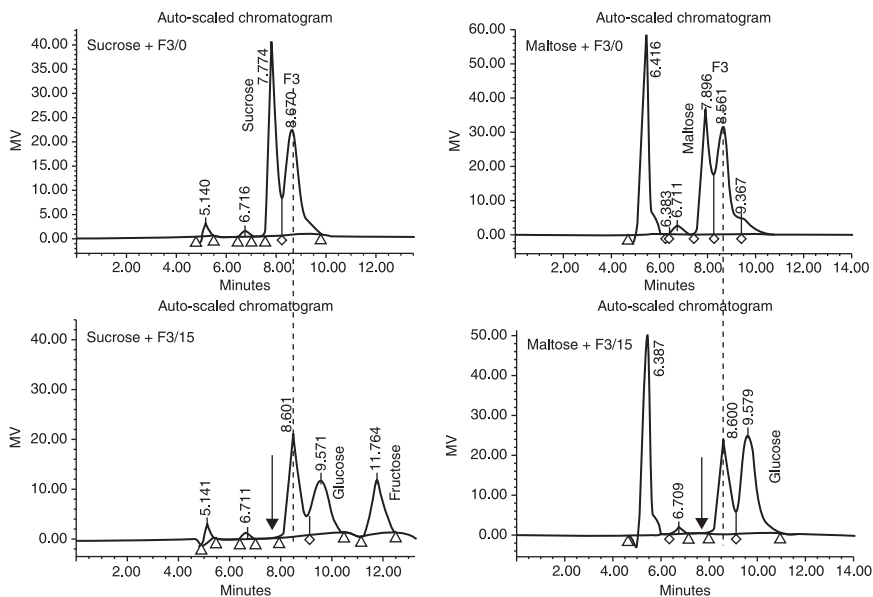 Auto-scaled chromatogram
Sucrose + F3/0
MV
40.00
35.00
30.00
25.00
20.00
15.00
10.00
5.00
0.00
5.140
6.716
Sucrose
7.774
F3
8.670
2.00 4.00 6.00 8.00 10.00
Minutes
Auto-scaled chromatogram
Maltose + F3/0
MV
60.00
50.00
40.00
30.00
20.00
10.00
0.00
6.416
6.383
6.711
Maltose
7.896
F3
8.561
9.367
2.00 4.00 6.00 8.00 10.00 12.00 14.00
Minutes
Auto-scaled chromatogram
Sucrose + F3/15
MV
40.00
30.00
20.00
10.00
0.00
5.141
6.711
8.601
9.571
Glucose
11.764
Fructose
2.00 4.00 6.00 8.00 10.00 12.00
Minutes
Auto-scaled chromatogram
Maltose + F3/15
MV
50.00
40.00
30.00
20.00
10.00
0.00
6.387
6.709
8.600
9.579
Glucose
2.00 4.00 6.00 8.00 10.00 12.00 14.00
Minutes